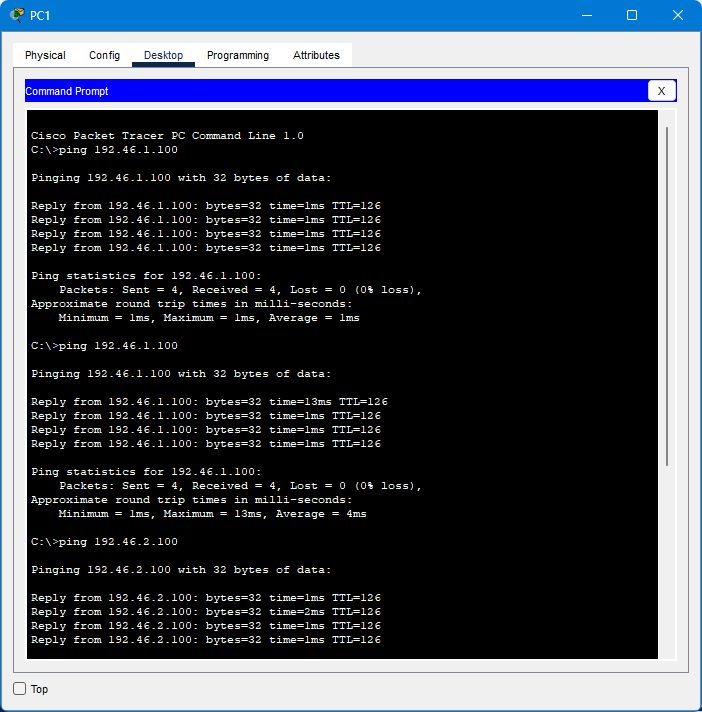 PC1
Physical Config Desktop Programming Attributes
Command Prompt
X
Cisco Packet Tracer PC Command Line 1.0
C:\>ping 192.46.1.100
Pinging 192.46.1.100 with 32 bytes of data:
Reply from 192.46.1.100: bytes=32 time=1ms TTL=126
Reply from 192.46.1.100: bytes=32 time=1ms TTL=126
Reply from 192.46.1.100: bytes=32 time=1ms TTL=126
Reply from 192.46.1.100: bytes=32 time=1ms TTL=126
Ping statistics for 192.46.1.100:
Packets: Sent = 4, Received = 4, Lost = 0 (0% loss),
Approximate round trip times in milli-seconds:
Minimum = 1ms, Maximum = 1ms, Average = 1ms
C:\>ping 192.46.1.100
Pinging 192.46.1.100 with 32 bytes of data:
Reply from 192.46.1.100: bytes=32 time=13ms TTL=126
Reply from 192.46.1.100: bytes=32 time=1ms TTL=126
Reply from 192.46.1.100: bytes=32 time=1ms TTL=126
Reply from 192.46.1.100: bytes=32 time=1ms TTL=126
Ping statistics for 192.46.1.100:
Packets: Sent = 4, Received = 4, Lost = 0 (0% loss),
Approximate round trip times in milli-seconds:
Minimum = 1ms, Maximum = 13ms, Average = 4ms
C:\>ping 192.46.2.100
Pinging 192.46.2.100 with 32 bytes of data:
Reply from 192.46.2.100: bytes=32 time=1ms TTL=126
Reply from 192.46.2.100: bytes=32 time=2ms TTL=126
Reply from 192.46.2.100: bytes=32 time=1ms TTL=126
Reply from 192.46.2.100: bytes=32 time=1ms TTL=126
Top